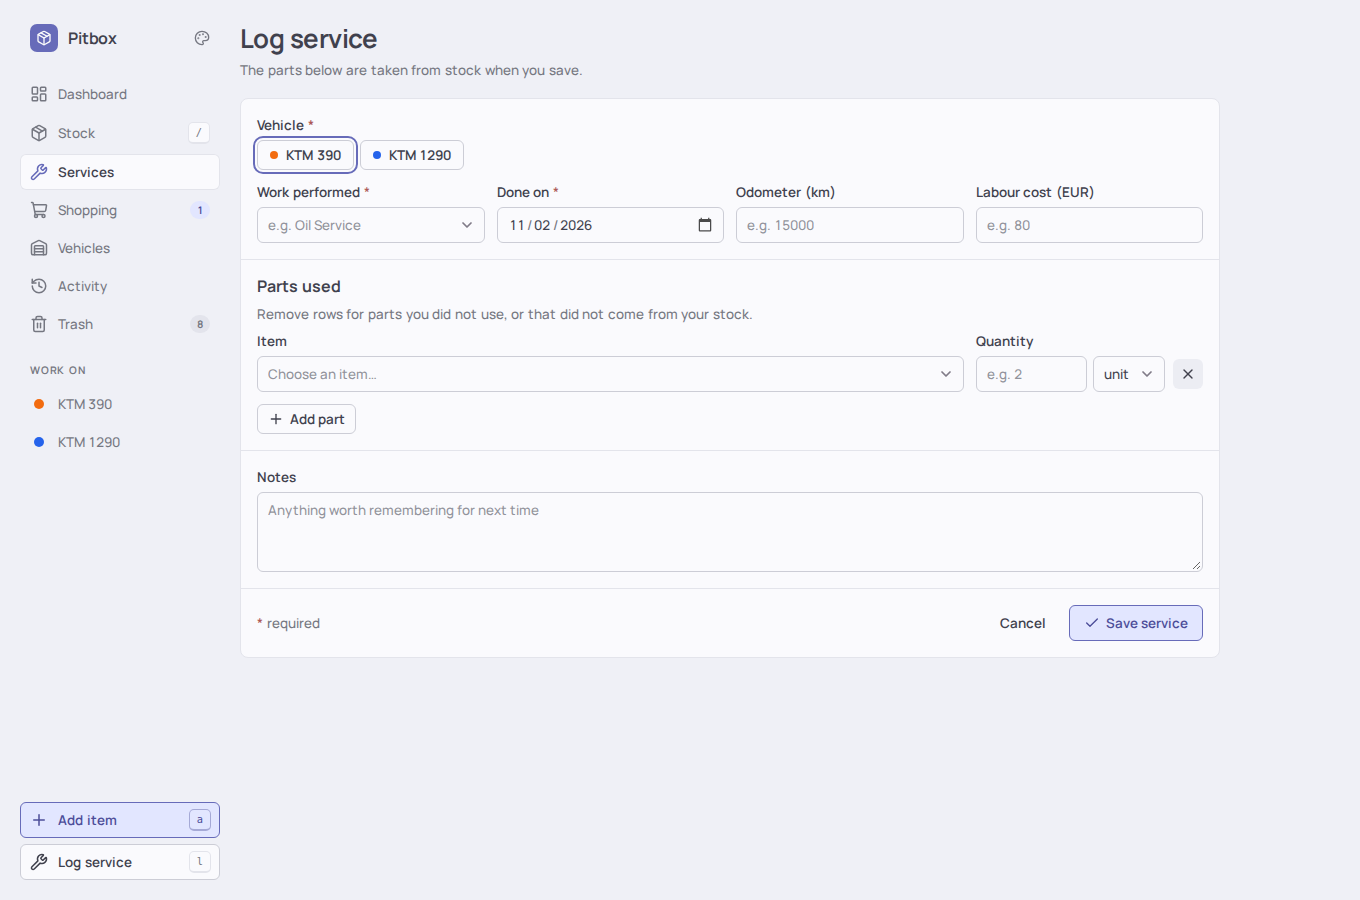 Pitbox
Dashboard
Stock /
Services
Shopping 1
Vehicles
Activity
Trash 8
WORK ON
KTM 390
KTM 1290
Add item a
Log service l
Log service
The parts below are taken from stock when you save.
Vehicle *
KTM 390 KTM 1290
Work performed * Done on * Odometer (km) Labour cost (EUR)
e.g. Oil Service 11/02/2026 e.g. 15000 e.g. 80
Parts used
Remove rows for parts you did not use, or that did not come from your stock.
Item Quantity
Choose an item... e.g. 2 unit
Add part
Notes
Anything worth remembering for next time
* required Cancel Save service